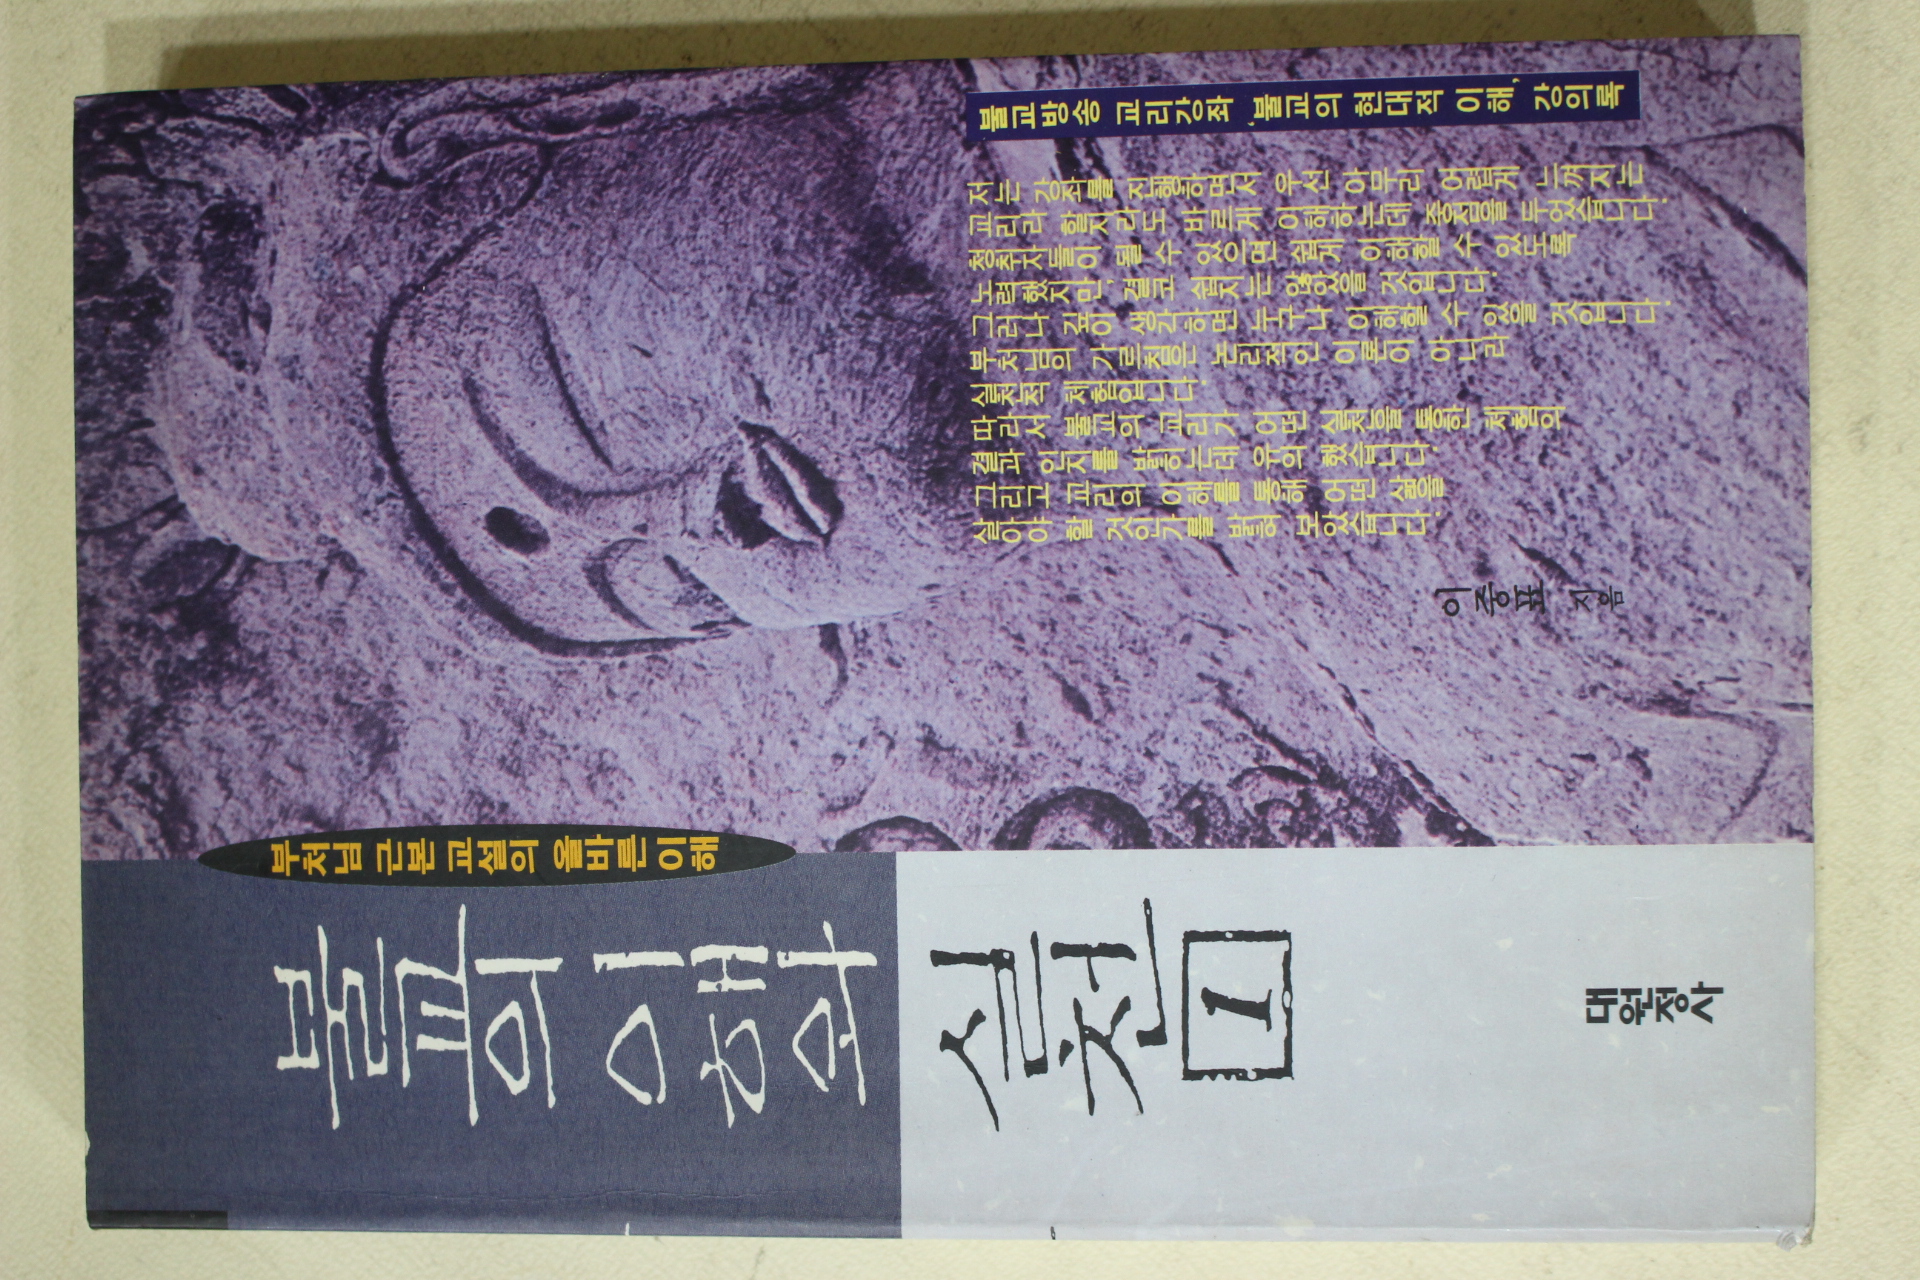 불교방송 교리강좌 '불교의 현대적 이해' 강의록
저는 강좌를 진행하면서 우선 아무리 어렵게 느껴지는
교리라 할지라도 바르게 이해하는데 중점을 두었습니다.
청취자들이 될 수 있으면 쉽게 이해할 수 있도록
노력했지만, 결코 쉽지는 않았을 것입니다.
그러나 깊이 생각하면 누구나 이해할 수 있을 것입니다.
부처님의 가르침은 논리적인 이론이 아니라
실천적 체험입니다.
따라서 불교의 교리가 어떤 실천을 통한 체험의
결과 인지를 밝히는데 유의 했습니다.
그리고 교리의 이해를 통해 어떤 삶을
살아야 할 것인가를 밝혀 보았습니다.
이중표 지음
부처님 근본 교설의 올바른 이해
불교의 이해와
실천 1
대원정사